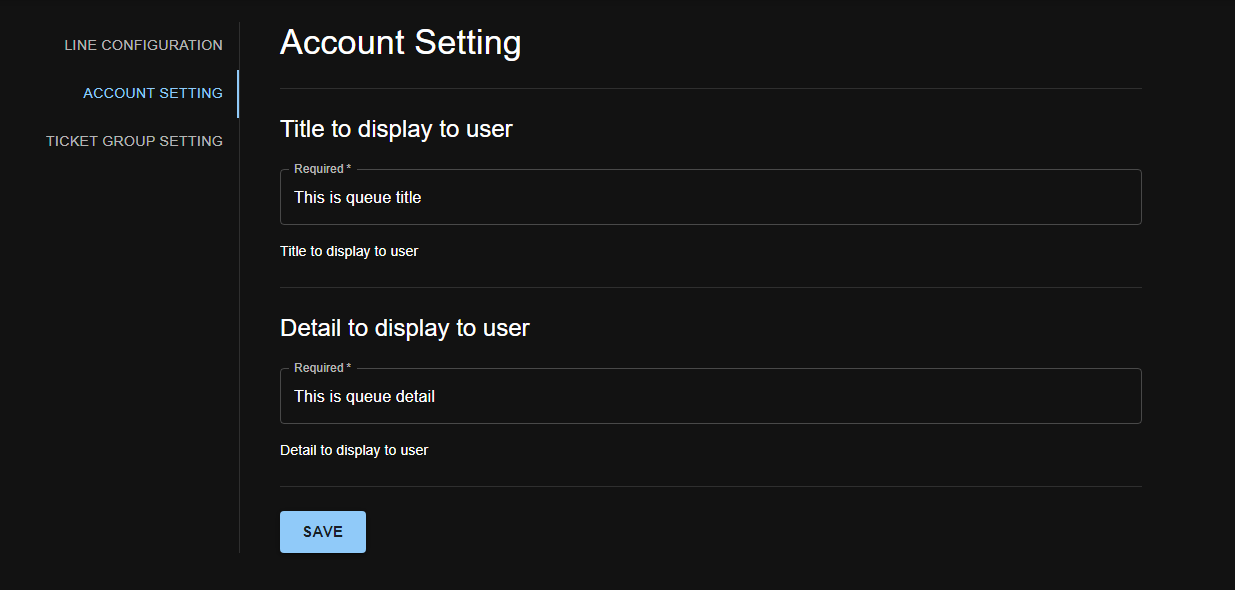 LINE CONFIGURATION
ACCOUNT SETTING
TICKET GROUP SETTING
Account Setting
Title to display to user
Required *
This is queue title
Title to display to user
Detail to display to user
Required *
This is queue detail
Detail to display to user
SAVE